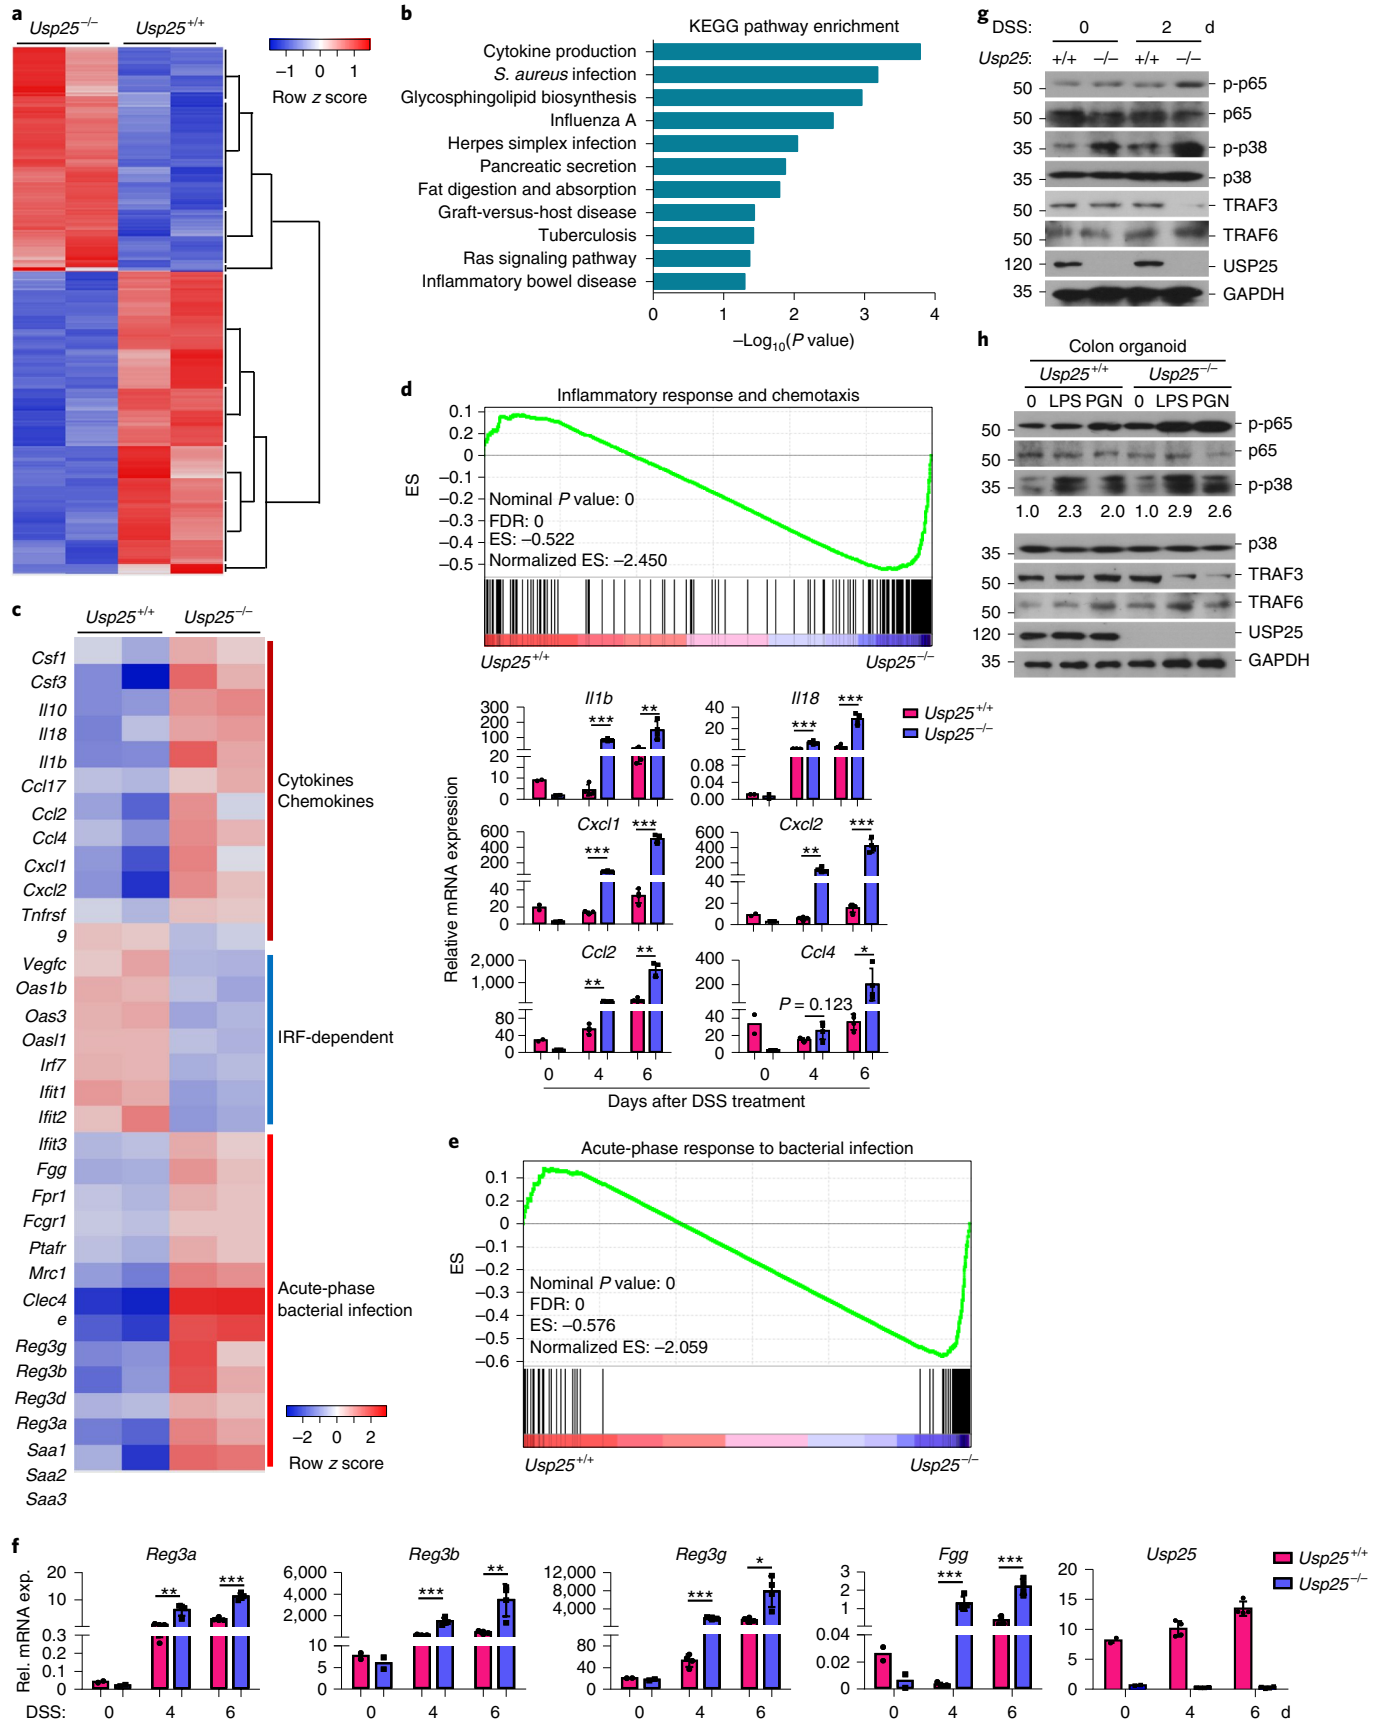 a
Usp25–/– Usp25+/+
–1 0 1
Row z score
b
KEGG pathway enrichment
Cytokine production
S. aureus infection
Glycosphingolipid biosynthesis
Influenza A
Herpes simplex infection
Pancreatic secretion
Fat digestion and absorption
Graft-versus-host disease
Tuberculosis
Ras signaling pathway
Inflammatory bowel disease
0 1 2 3 4
–Log10(P value)
c
Usp25+/+ Usp25–/–
Csf1
Csf3
Il10
Il18
Il1b
Ccl17
Ccl2
Ccl4
Cxcl1
Cxcl2
Tnfrsf
9
Vegfc
Oas1b
Oas3
Oasl1
Irf7
Ifit1
Ifit2
Ifit3
Fgg
Fpr1
Fcgr1
Ptafr
Mrc1
Clec4
e
Reg3g
Reg3b
Reg3d
Reg3a
Saa1
Saa2
Saa3
Cytokines
Chemokines
IRF-dependent
Acute-phase
bacterial infection
–2 0 2
Row z score
d
Inflammatory response and chemotaxis
0.1
0.2
0
–0.1
–0.2
–0.3
–0.4
–0.5
ES
Nominal P value: 0
FDR: 0
ES: –0.522
Normalized ES: –2.450
Usp25+/+ Usp25–/–
Relative mRNA expression
Il1b
300
200
100
20
10
0
*** **
Il18
40
20
0.08
0.04
0.00
*** ***
Usp25+/+
Usp25–/–
Cxcl1
600
400
200
40
20
0
*** ***
Cxcl2
600
400
200
40
20
0
** ***
Ccl2
2,000
1,000
80
40
0
** **
Ccl4
400
200
40
20
0
P = 0.123 *
0 4 6 0 4 6
Days after DSS treatment
e
Acute-phase response to bacterial infection
0.1
0.2
0
–0.1
–0.2
–0.3
–0.4
–0.5
–0.6
ES
Nominal P value: 0
FDR: 0
ES: –0.576
Normalized ES: –2.059
Usp25+/+ Usp25–/–
f
Rel. mRNA exp.
Reg3a
20
10
0.3
0.2
0.1
0
** ***
Reg3b
6,000
4,000
2,000
10
5
0
*** **
Reg3g
12,000
8,000
4,000
80
40
0
*** *
Fgg
3
2
1
0.04
0.02
0
*** ***
Usp25
20
15
10
5
0
Usp25+/+
Usp25–/–
DSS: 0 4 6 0 4 6 0 4 6 0 4 6 0 4 6 d
g
DSS: 0 2 d
Usp25: +/+ –/– +/+ –/–
50 p-p65
50 p65
35 p-p38
35 p38
50 TRAF3
50 TRAF6
120 USP25
35 GAPDH
h
Colon organoid
Usp25+/+ Usp25–/–
0 LPS PGN 0 LPS PGN
50 p-p65
50 p65
35 p-p38
1.0 2.3 2.0 1.0 2.9 2.6
35 p38
50 TRAF3
50 TRAF6
120 USP25
35 GAPDH